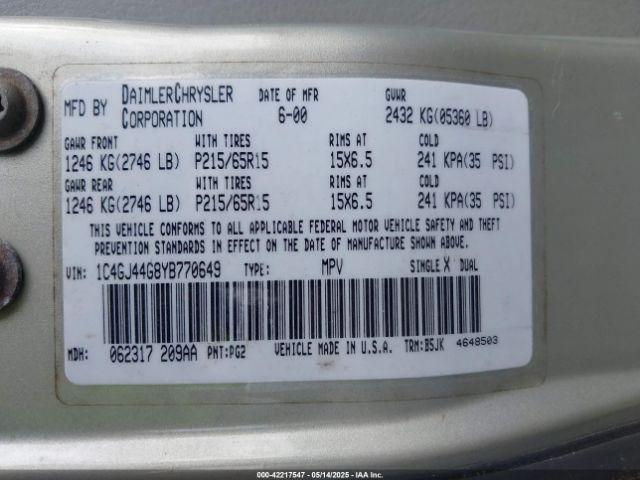 MFD BY DAIMLERCHRYSLER CORPORATION DATE OF MFR 6-00 GVWR 2432 KG(05360 LB)
GAWR FRONT WITH TIRES RIMS AT COLD
1246 KG(2746 LB) P215/65R15 15X6.5 241 KPA(35 PSI)
GAWR REAR WITH TIRES RIMS AT COLD
1246 KG(2746 LB) P215/65R15 15X6.5 241 KPA(35 PSI)
THIS VEHICLE CONFORMS TO ALL APPLICABLE FEDERAL MOTOR VEHICLE SAFETY AND THEFT
PREVENTION STANDARDS IN EFFECT ON THE DATE OF MANUFACTURE SHOWN ABOVE.
VIN: 1C4GJ44G8YB770649 TYPE: MPV SINGLE X DUAL
MDH: 062317 209AA PNT:PG2 VEHICLE MADE IN U.S.A. TRM:B5JK 4648503
000-42217547 - 05/14/2025 - IAA Inc.